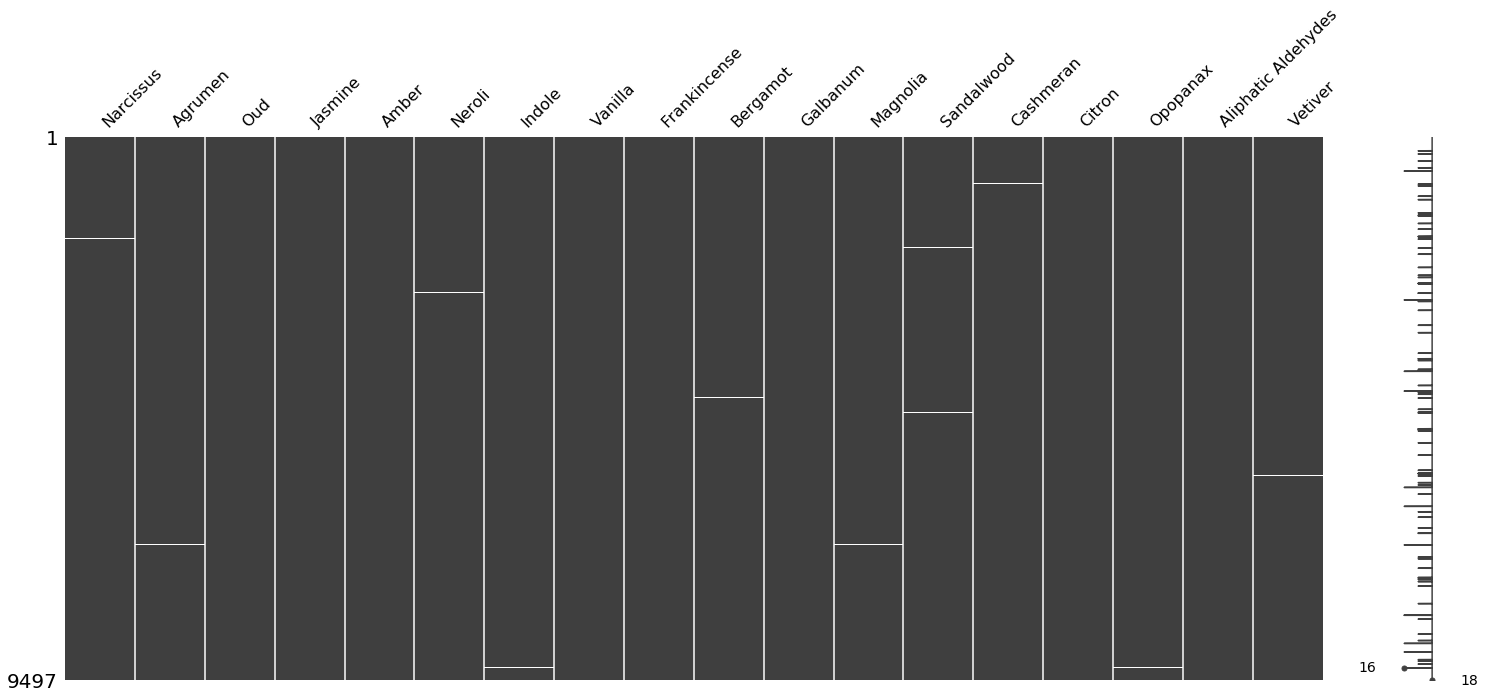 Narcissus
Agrumen
Oud
Jasmine
Amber
Neroli
Indole
Vanilla
Frankincense
Bergamot
Galbanum
Magnolia
Sandalwood
Cashmeran
Citron
Opopanax
Aliphatic Aldehydes
Vetiver
1
9497
16
18